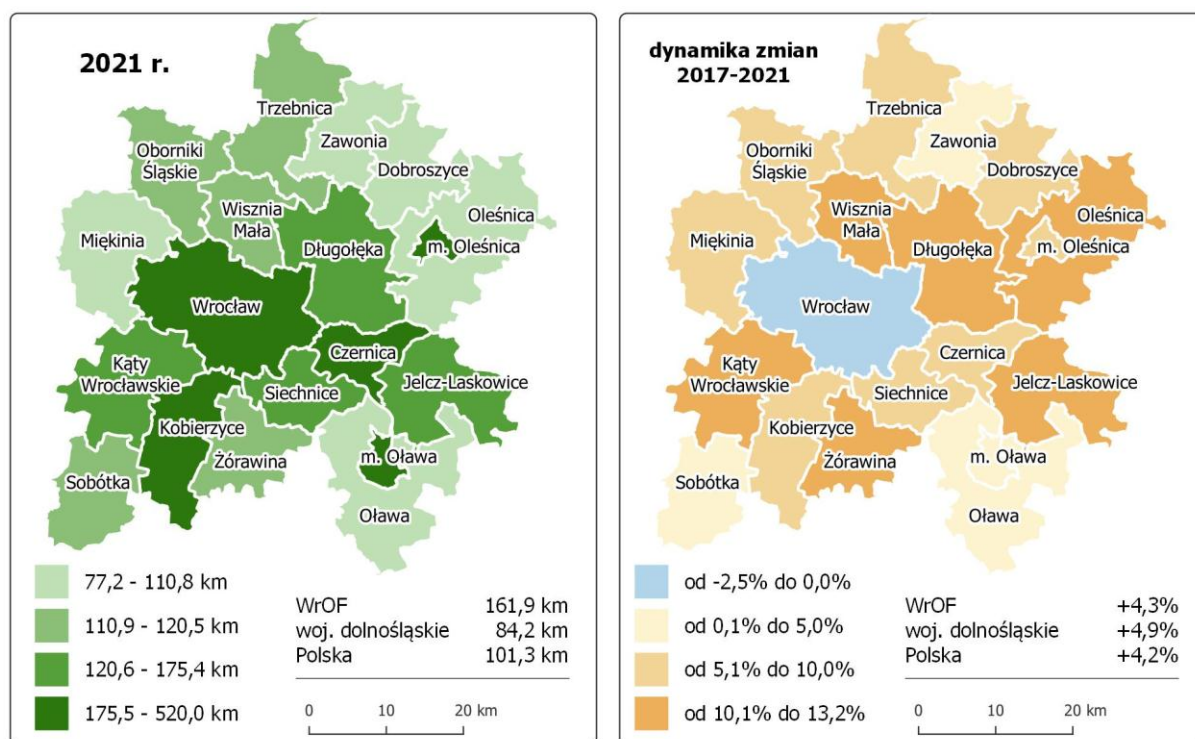 2021 r.
Trzebnica
Zawonia
Oborniki
Śląskie
Dobroszyce
Wisznia
Mała
Oleśnica
Miękinia
Długołęka
m. Oleśnica
Wrocław
Czernica
Kąty
Wrocławskie
Siechnice
Jelcz-Laskowice
Kobierzyce
Żórawina
m. Oława
Sobótka
Oława
77,2 - 110,8 km
110,9 - 120,5 km
120,6 - 175,4 km
175,5 - 520,0 km
WrOF 161,9 km
woj. dolnośląskie 84,2 km
Polska 101,3 km
0 10 20 km
dynamika zmian
2017-2021
Trzebnica
Zawonia
Oborniki
Śląskie
Dobroszyce
Wisznia
Mała
Oleśnica
Miękinia
Długołęka
m. Oleśnica
Wrocław
Czernica
Kąty
Wrocławskie
Siechnice
Jelcz-Laskowice
Kobierzyce
Żórawina
m. Oława
Sobótka
Oława
od -2,5% do 0,0%
od 0,1% do 5,0%
od 5,1% do 10,0%
od 10,1% do 13,2%
WrOF +4,3%
woj. dolnośląskie +4,9%
Polska +4,2%
0 10 20 km